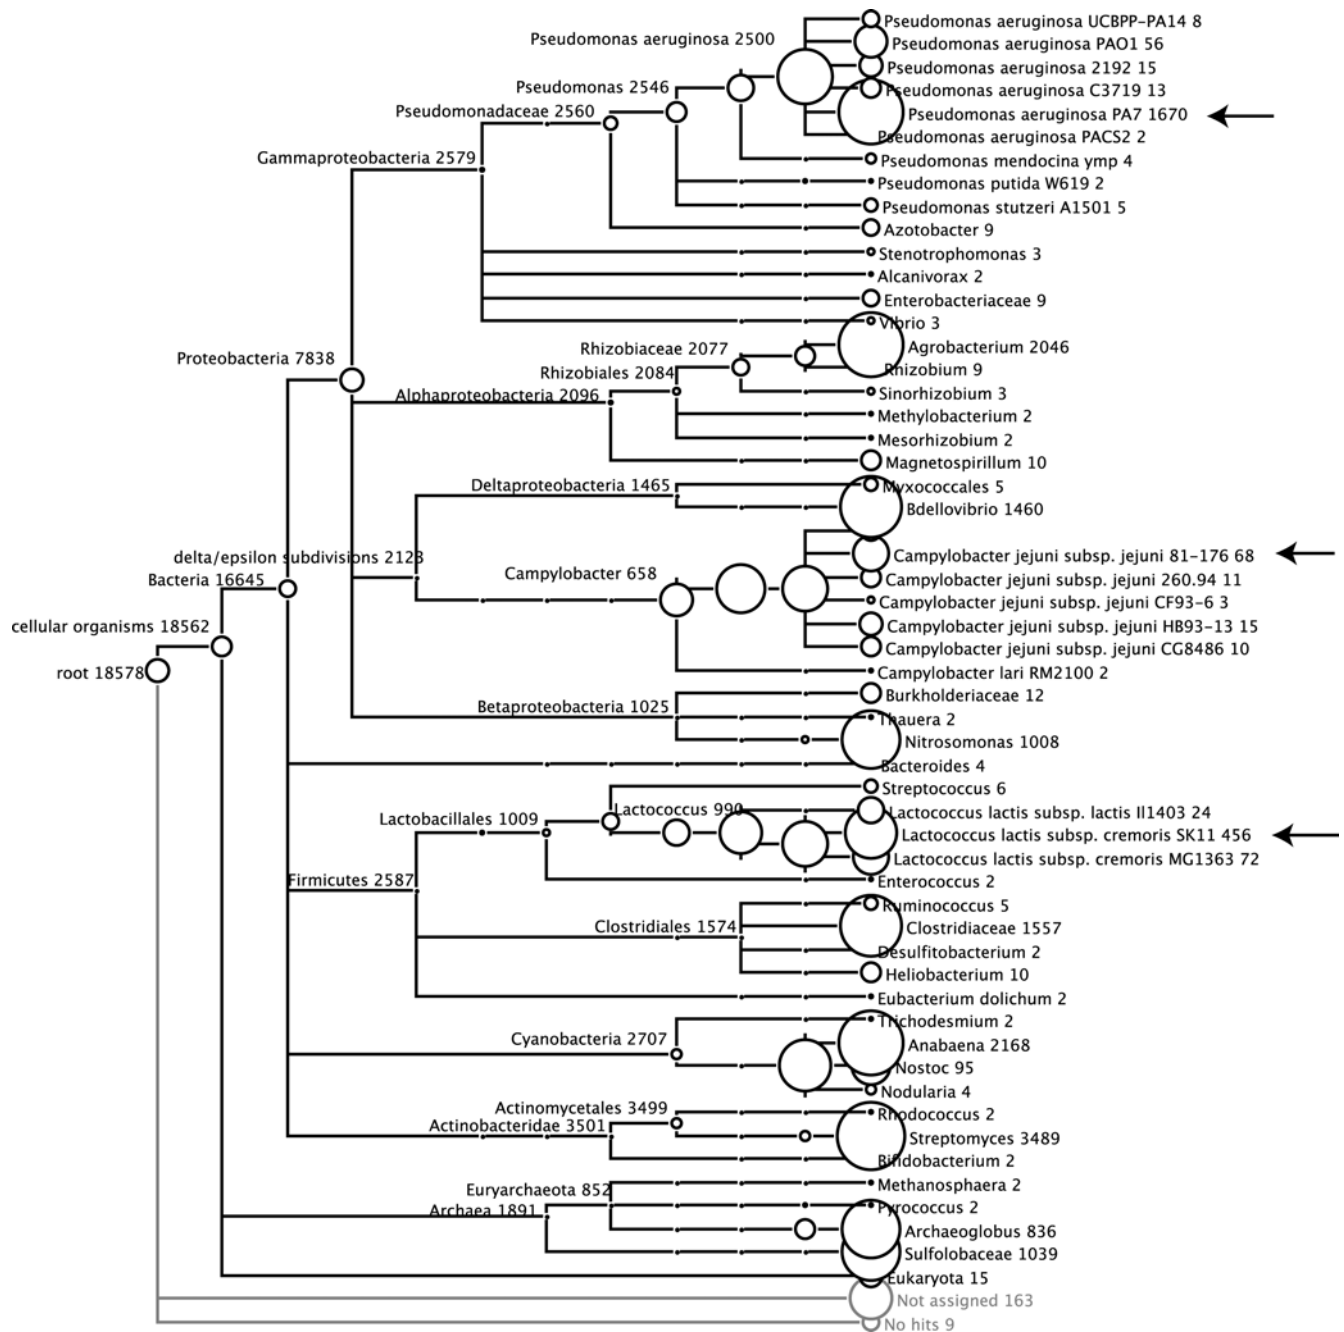 Pseudomonas aeruginosa UCBPP-PA14 8
Pseudomonas aeruginosa 2500
Pseudomonas aeruginosa PAO1 56
Pseudomonas aeruginosa 2192 15
Pseudomonas 2546
Pseudomonas aeruginosa C3719 13
Pseudomonadaceae 2560
Pseudomonas aeruginosa PA7 1670
Pseudomonas aeruginosa PACS2 2
Gammaproteobacteria 2579
Pseudomonas mendocina ymp 4
Pseudomonas putida W619 2
Pseudomonas stutzeri A1501 5
Azotobacter 9
Stenotrophomonas 3
Alcanivorax 2
Enterobacteriaceae 9
Vibrio 3
Rhizobiaceae 2077
Agrobacterium 2046
Proteobacteria 7838
Rhizobiales 2084
Rhizobium 9
Alphaproteobacteria 2096
Sinorhizobium 3
Methylobacterium 2
Mesorhizobium 2
Magnetospirillum 10
Deltaproteobacteria 1465
Myxococcales 5
Bdellovibrio 1460
delta/epsilon subdivisions 2123
Campylobacter jejuni subsp. jejuni 81-176 68
Bacteria 16645
Campylobacter 658
Campylobacter jejuni subsp. jejuni 260.94 11
Campylobacter jejuni subsp. jejuni CF93-6 3
cellular organisms 18562
Campylobacter jejuni subsp. jejuni HB93-13 15
Campylobacter jejuni subsp. jejuni CG8486 10
root 18578
Campylobacter lari RM2100 2
Burkholderiaceae 12
Betaproteobacteria 1025
Thauera 2
Nitrosomonas 1008
Bacteroides 4
Streptococcus 6
Lactococcus 990
Lactococcus lactis subsp. lactis Il1403 24
Lactobacillales 1009
Lactococcus lactis subsp. cremoris SK11 456
Lactococcus lactis subsp. cremoris MG1363 72
Firmicutes 2587
Enterococcus 2
Ruminococcus 5
Clostridiales 1574
Clostridiaceae 1557
Desulfitobacterium 2
Heliobacterium 10
Eubacterium dolichum 2
Trichodesmium 2
Cyanobacteria 2707
Anabaena 2168
Nostoc 95
Nodularia 4
Actinomycetales 3499
Rhodococcus 2
Actinobacteridae 3501
Streptomyces 3489
Bifidobacterium 2
Euryarchaeota 852
Methanosphaera 2
Archaea 1891
Pyrococcus 2
Archaeoglobus 836
Sulfolobaceae 1039
Eukaryota 15
Not assigned 163
No hits 9